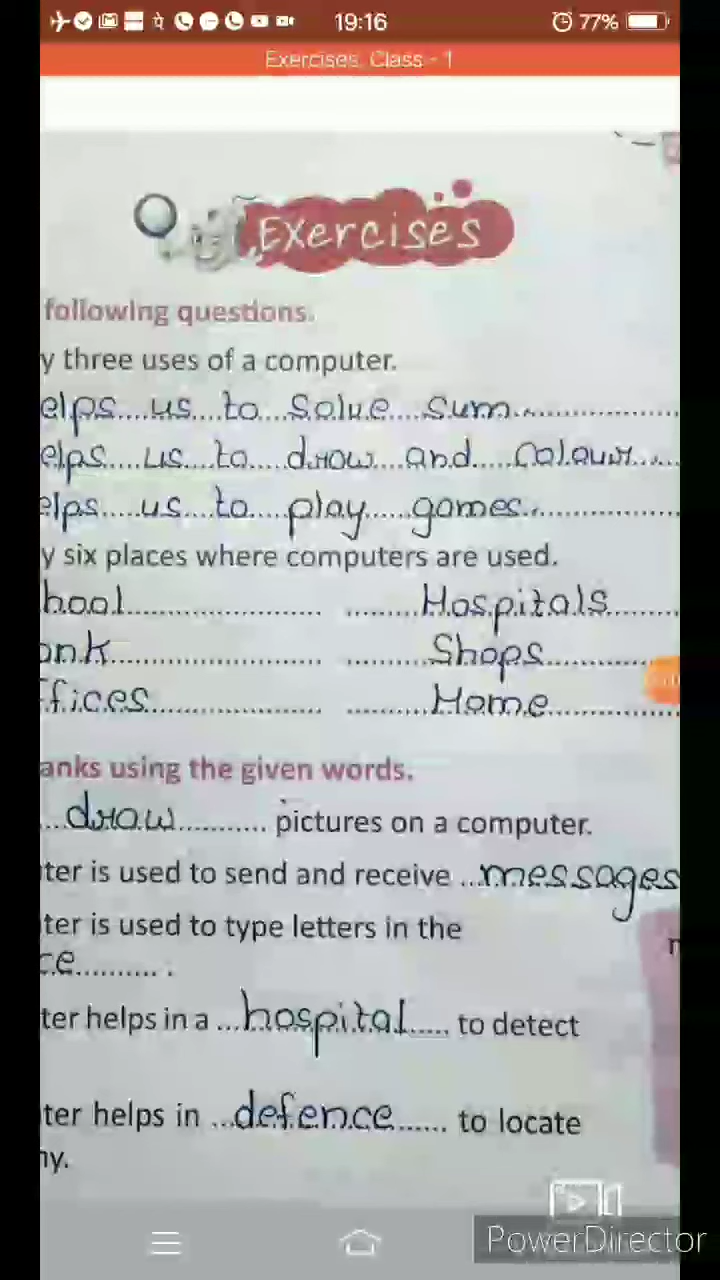 19:16 77%
Exercises, Class - 1
Exercises
following questions.
y three uses of a computer.
elps us to solve sum
elps us to draw and colour
elps us to play games
y six places where computers are used.
hool Hospitals
ank Shops
ffices Home
anks using the given words.
draw pictures on a computer.
ter is used to send and receive messages
ter is used to type letters in the
ce .
ter helps in a hospital to detect
ter helps in defence to locate
ny.
PowerDirector